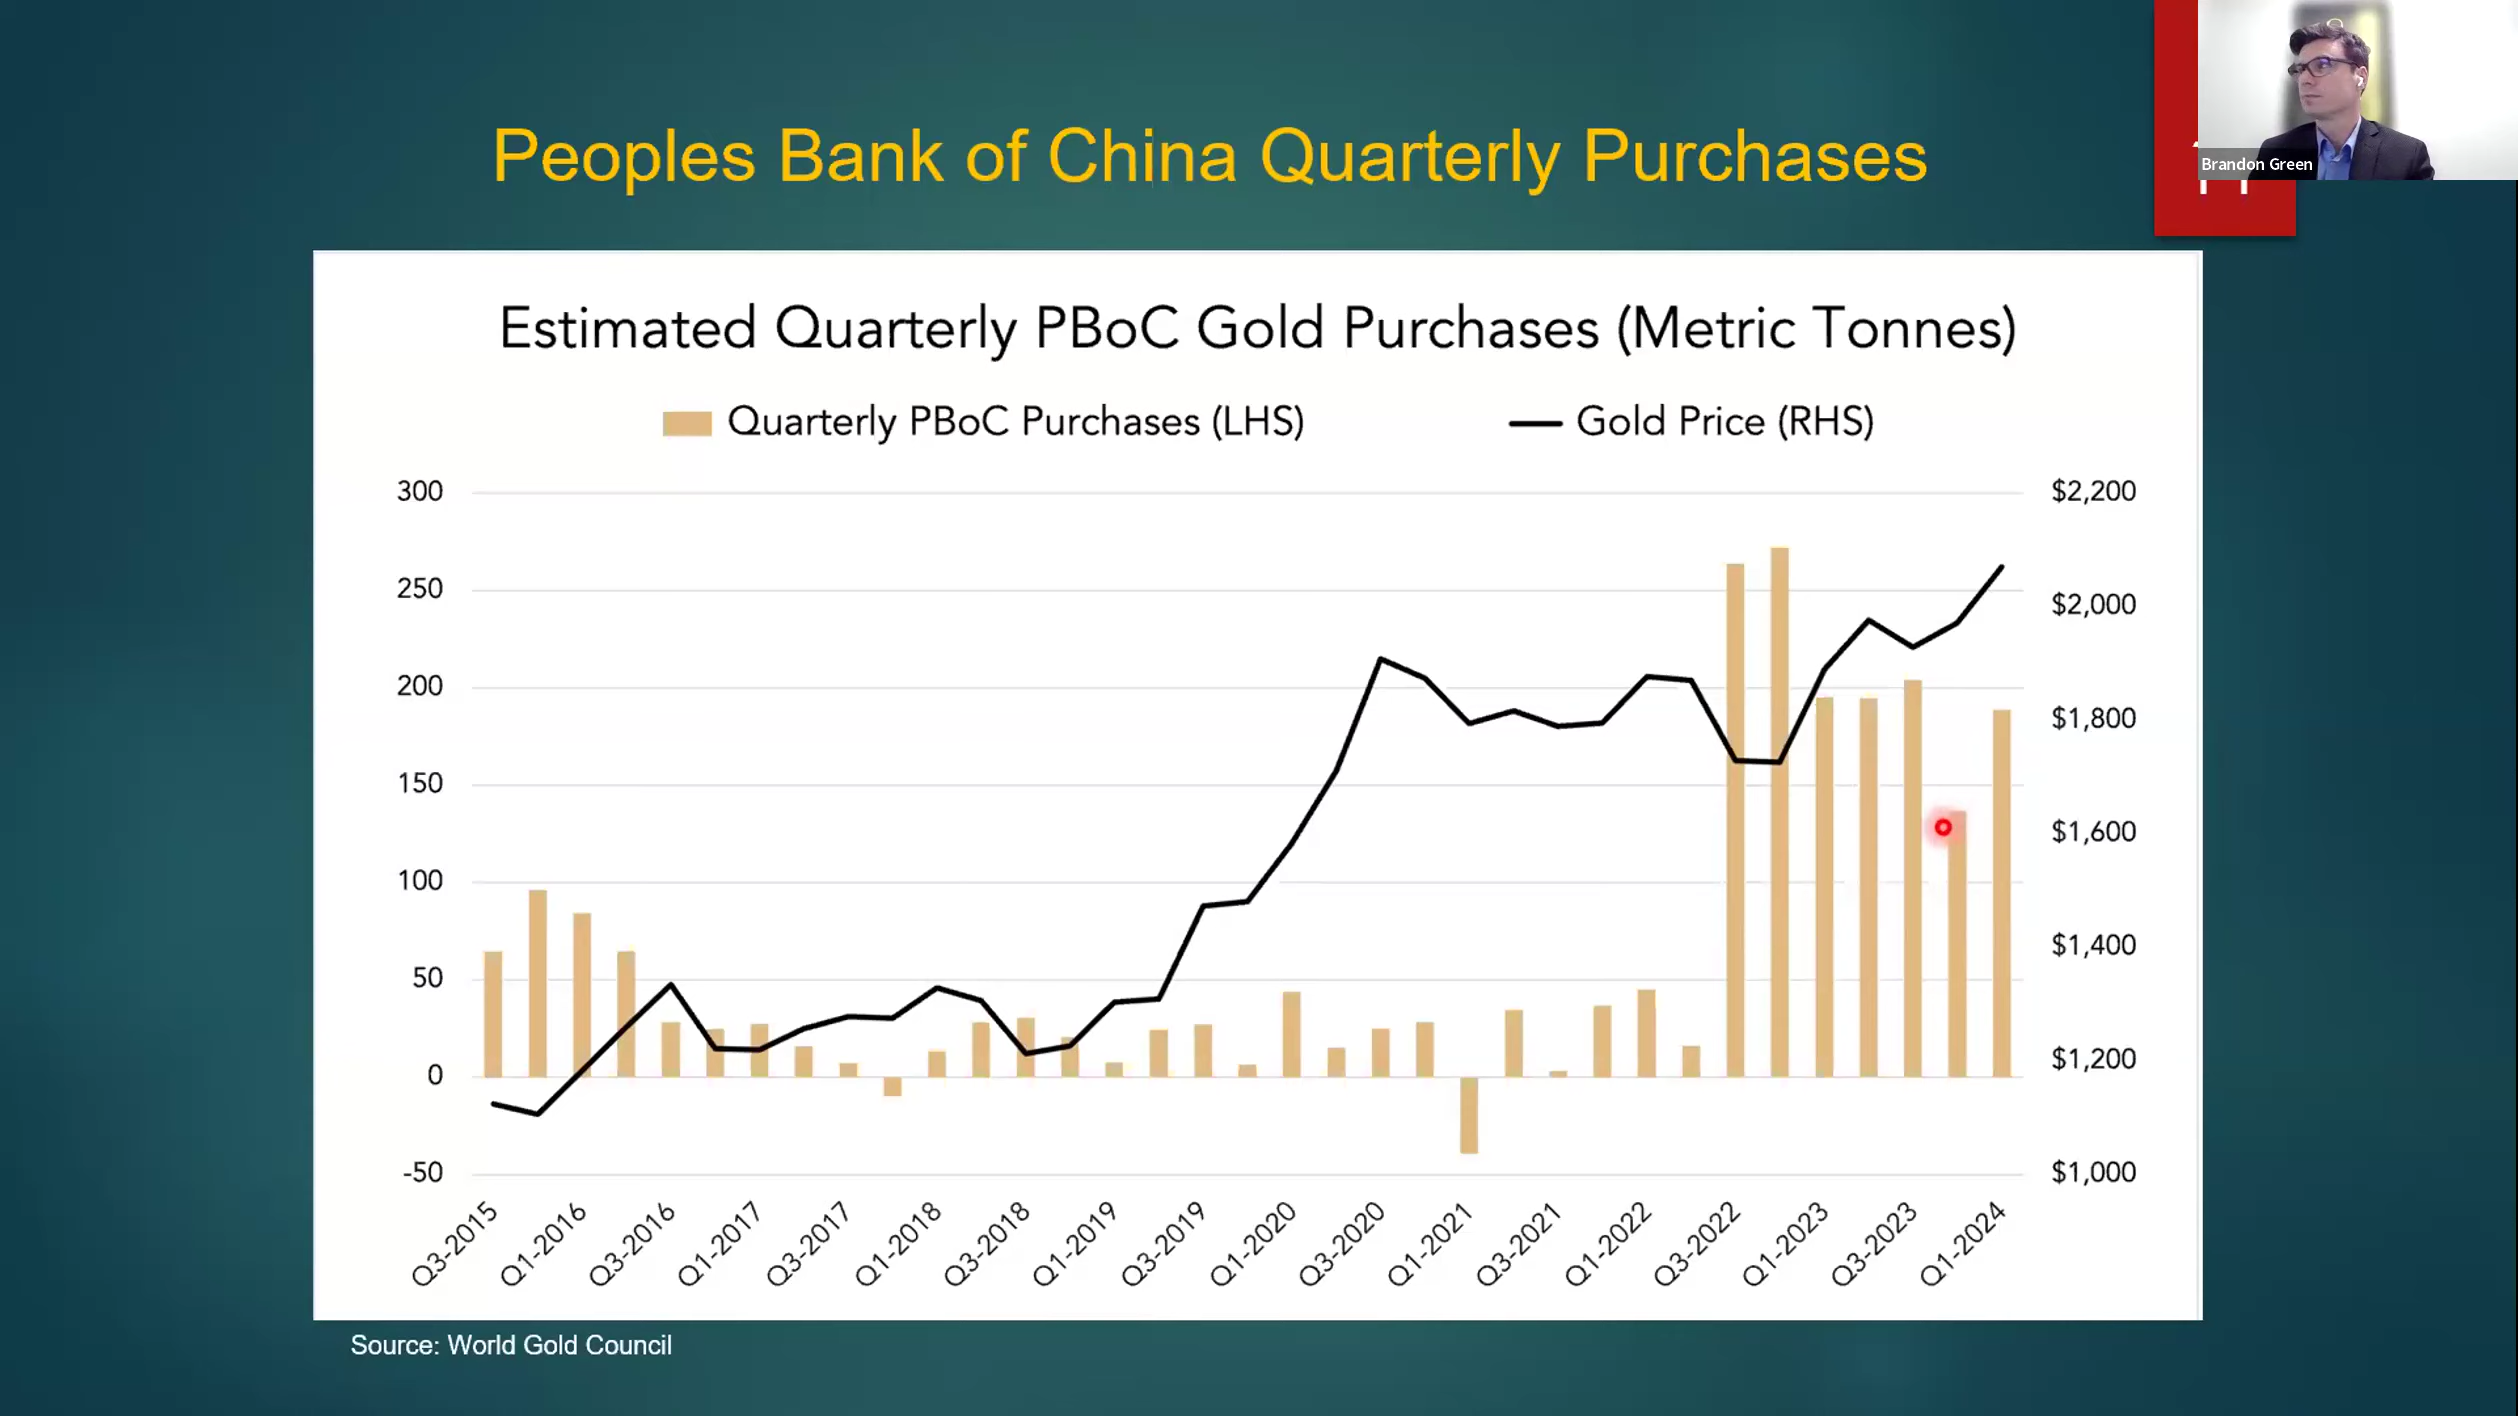 Peoples Bank of China Quarterly Purchases
Brandon Green
Estimated Quarterly PBoC Gold Purchases (Metric Tonnes)
Quarterly PBoC Purchases (LHS)
Gold Price (RHS)
300
250
200
150
100
50
0
-50
$2,200
$2,000
$1,800
$1,600
$1,400
$1,200
$1,000
Q3-2015
Q1-2016
Q3-2016
Q1-2017
Q3-2017
Q1-2018
Q3-2018
Q1-2019
Q3-2019
Q1-2020
Q3-2020
Q1-2021
Q3-2021
Q1-2022
Q3-2022
Q1-2023
Q3-2023
Q1-2024
Source: World Gold Council